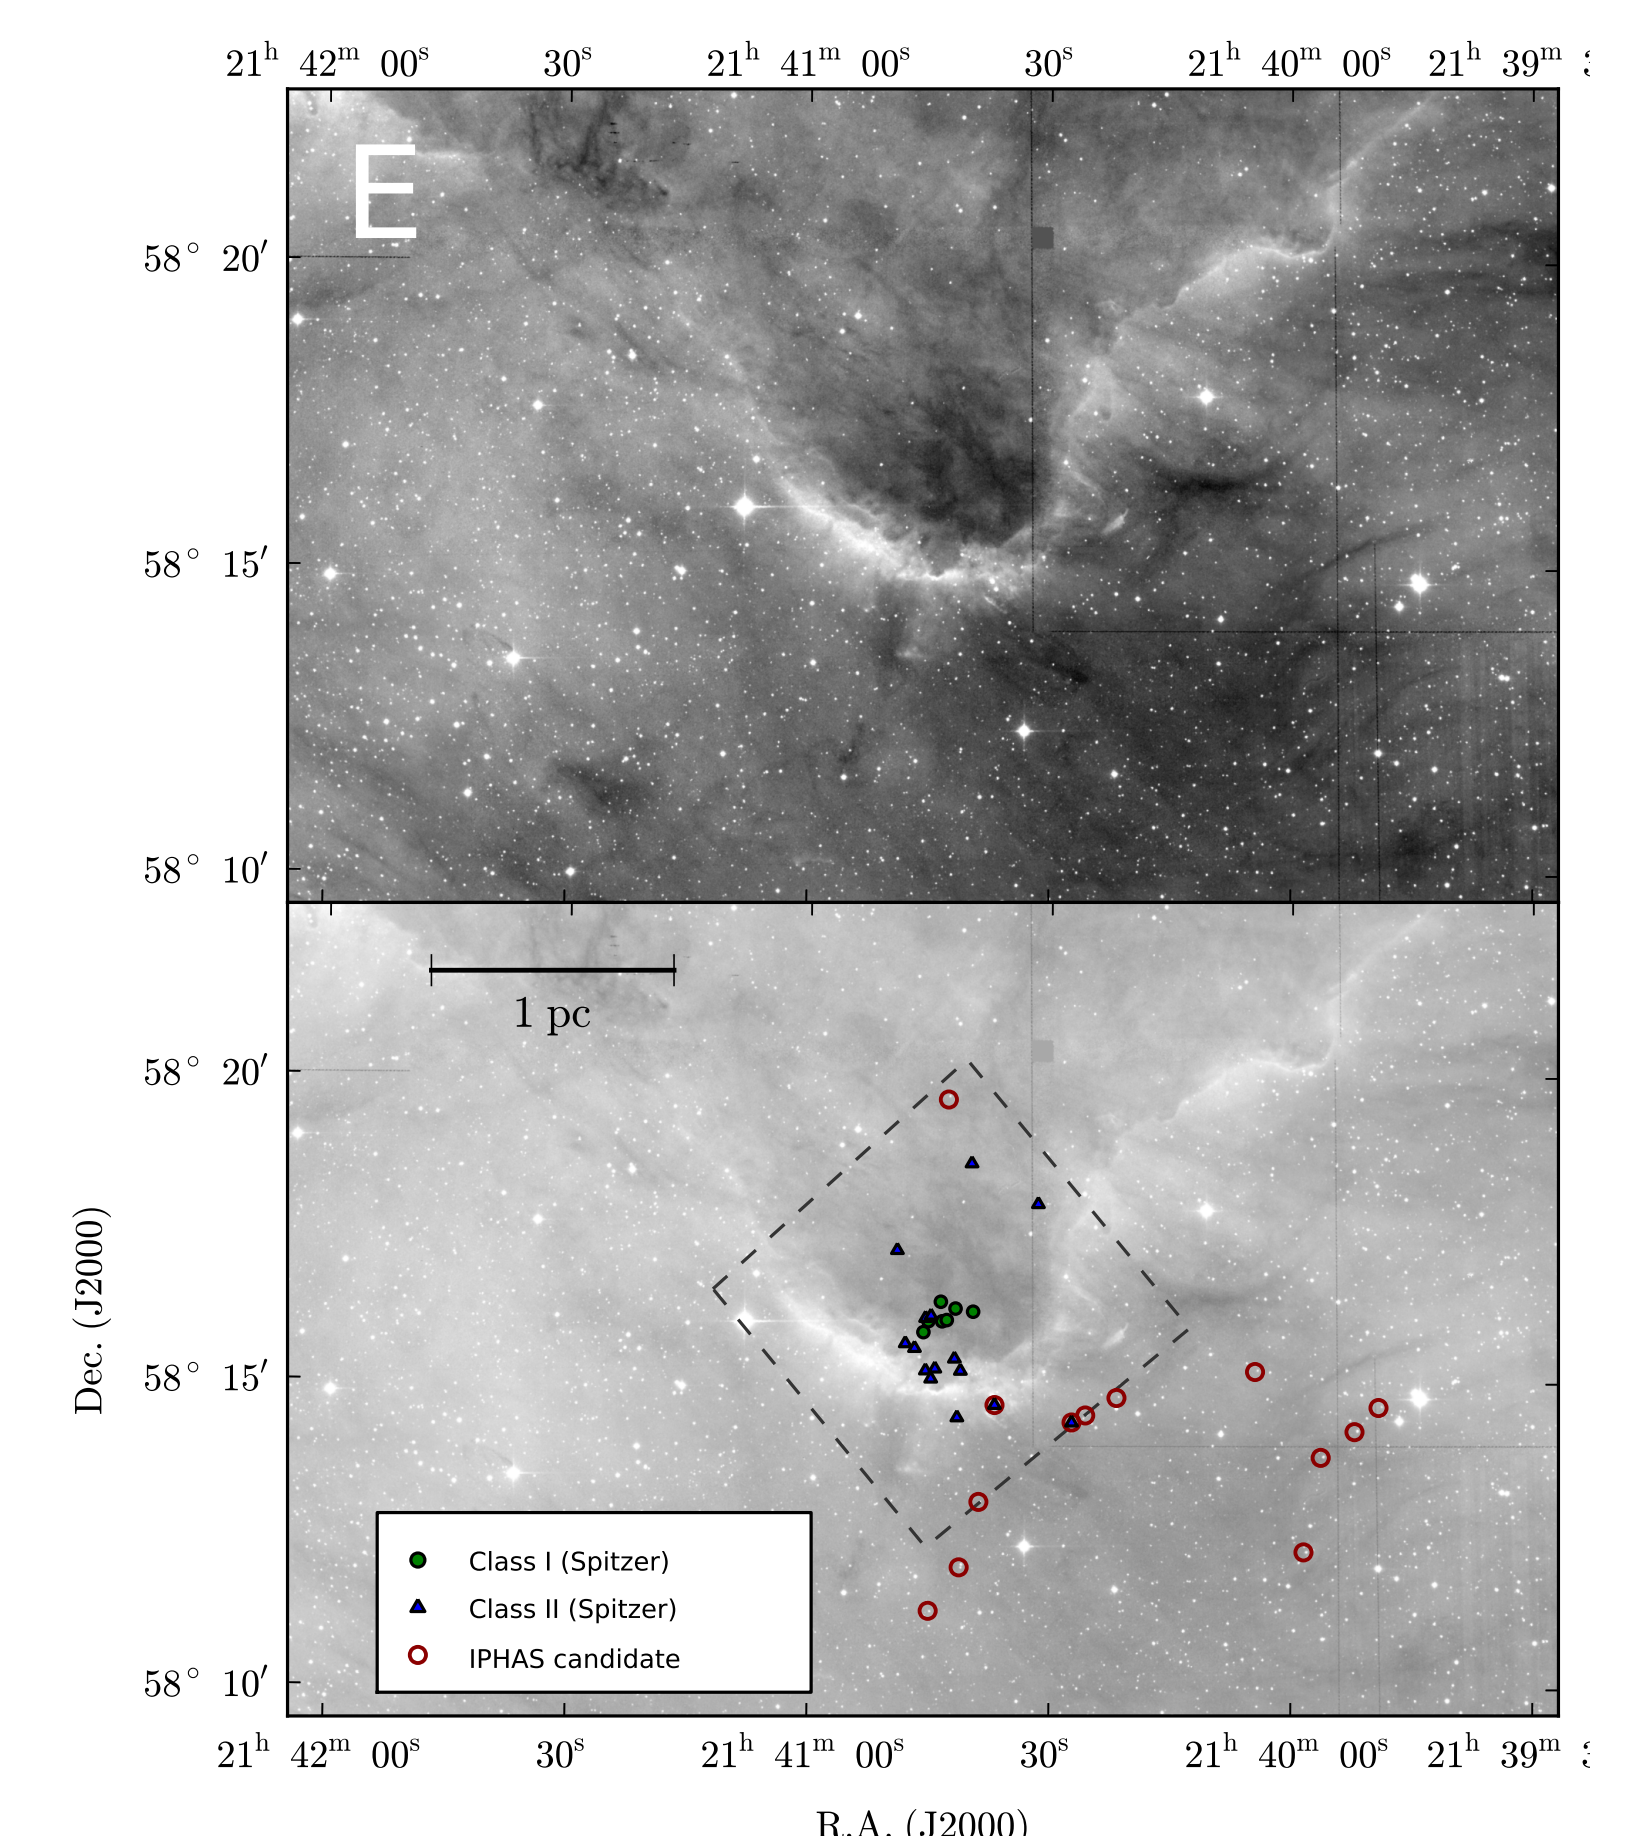 21h 42m 00s 30s 21h 41m 00s 30s 21h 40m 00s 21h 39m
E
58° 20′
58° 15′
58° 10′
1 pc
58° 20′
58° 15′
58° 10′
Dec. (J2000)
Class I (Spitzer)
Class II (Spitzer)
IPHAS candidate
21h 42m 00s 30s 21h 41m 00s 30s 21h 40m 00s 21h 39m
R.A. (J2000)